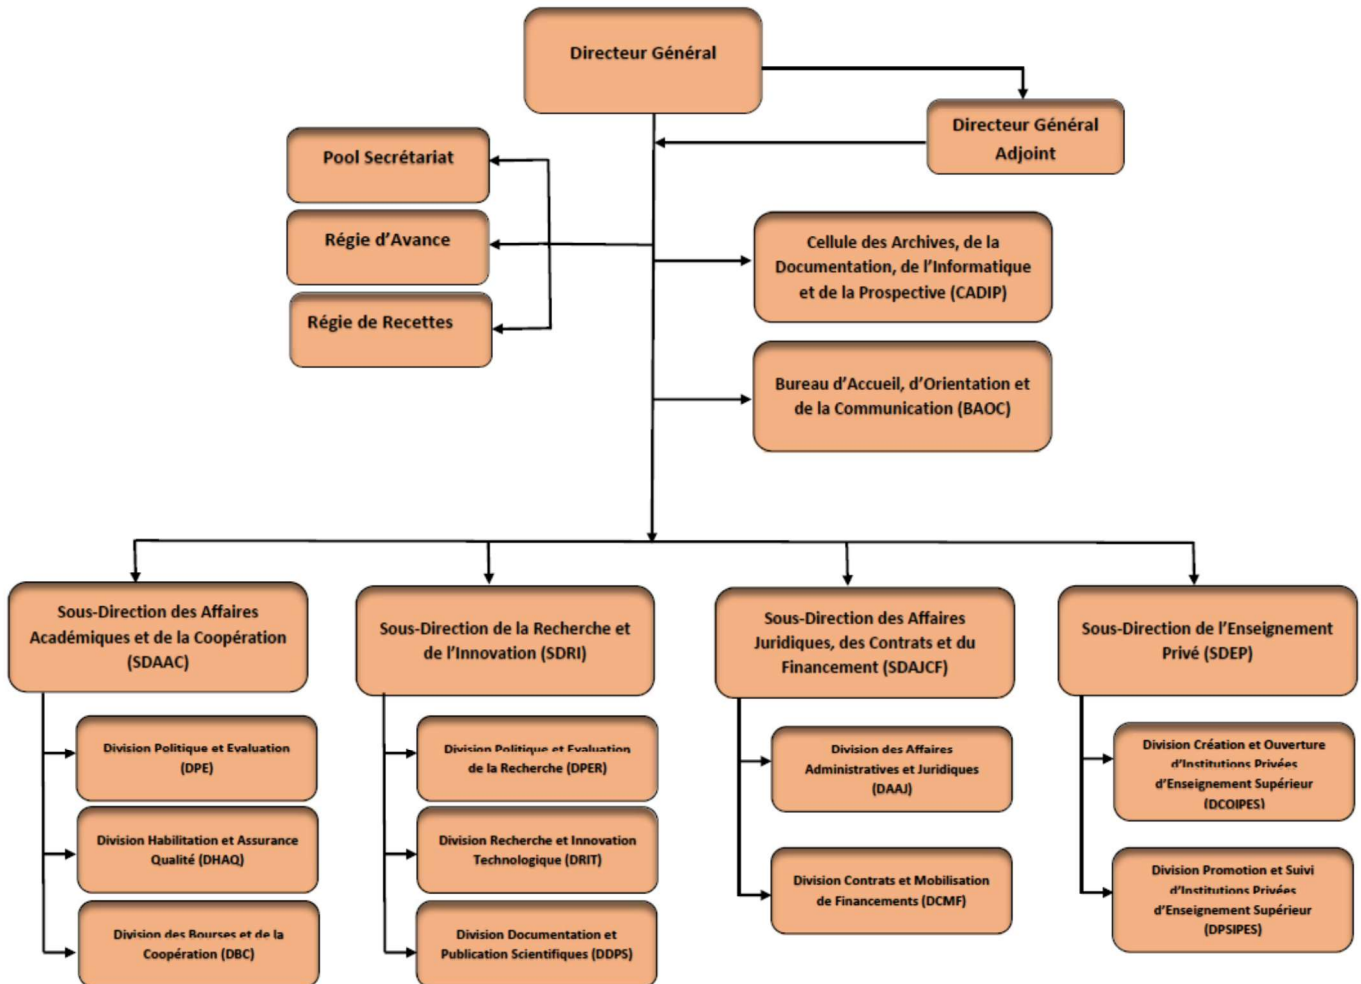 Directeur Général
Directeur Général
Adjoint
Pool Secrétariat
Régie d’Avance
Régie de Recettes
Cellule des Archives, de la
Documentation, de l’Informatique
et de la Prospective (CADIP)
Bureau d’Accueil, d’Orientation et
de la Communication (BAOC)
Sous-Direction des Affaires
Académiques et de la Coopération
(SDAAC)
Division Politique et Evaluation
(DPE)
Division Habilitation et Assurance
Qualité (DHAQ)
Division des Bourses et de la
Coopération (DBC)
Sous-Direction de la Recherche et
de l’Innovation (SDRI)
Division Politique et Evaluation
de la Recherche (DPER)
Division Recherche et Innovation
Technologique (DRIT)
Division Documentation et
Publication Scientifiques (DDPS)
Sous-Direction des Affaires
Juridiques, des Contrats et du
Financement (SDAJCF)
Division des Affaires
Administratives et Juridiques
(DAAJ)
Division Contrats et Mobilisation
de Financements (DCMF)
Sous-Direction de l’Enseignement
Privé (SDEP)
Division Création et Ouverture
d’Institutions Privées
d’Enseignement Supérieur
(DCOIPES)
Division Promotion et Suivi
d’Institutions Privées
d’Enseignement Supérieur
(DPSIPES)